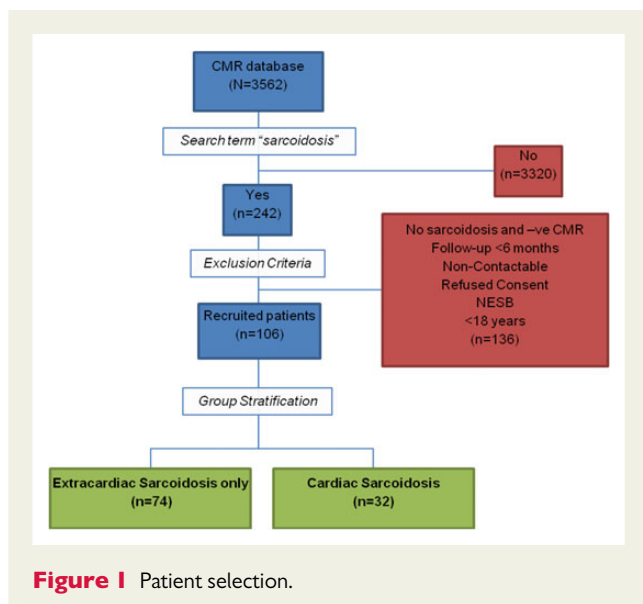 CMR database
(N=3562)
Search term "sarcoidosis"
No
(n=3320)
Yes
(n=242)
No sarcoidosis and –ve CMR
Follow-up <6 months
Non-Contactable
Refused Consent
NESB
<18 years
(n=136)
Exclusion Criteria
Recruited patients
(n=106)
Group Stratification
Extracardiac Sarcoidosis only
(n=74)
Cardiac Sarcoidosis
(n=32)
Figure 1 Patient selection.